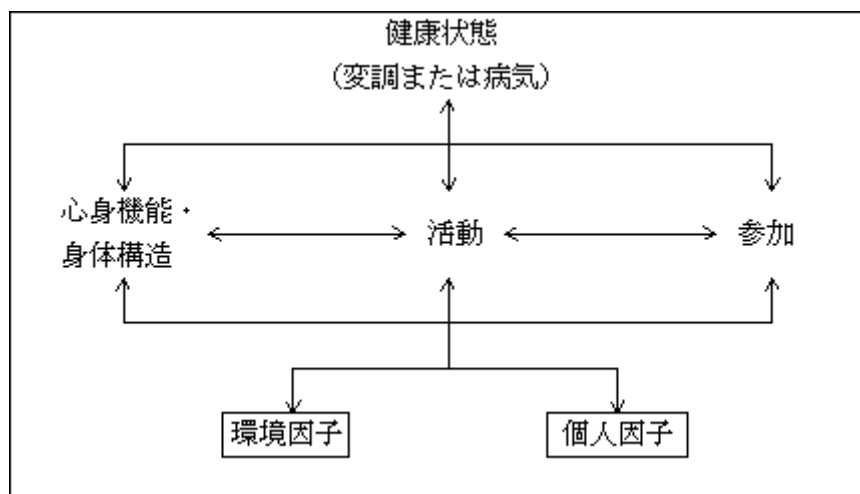 健康状態
(変調または病気)
心身機能・
身体構造
活動
参加
環境因子
個人因子